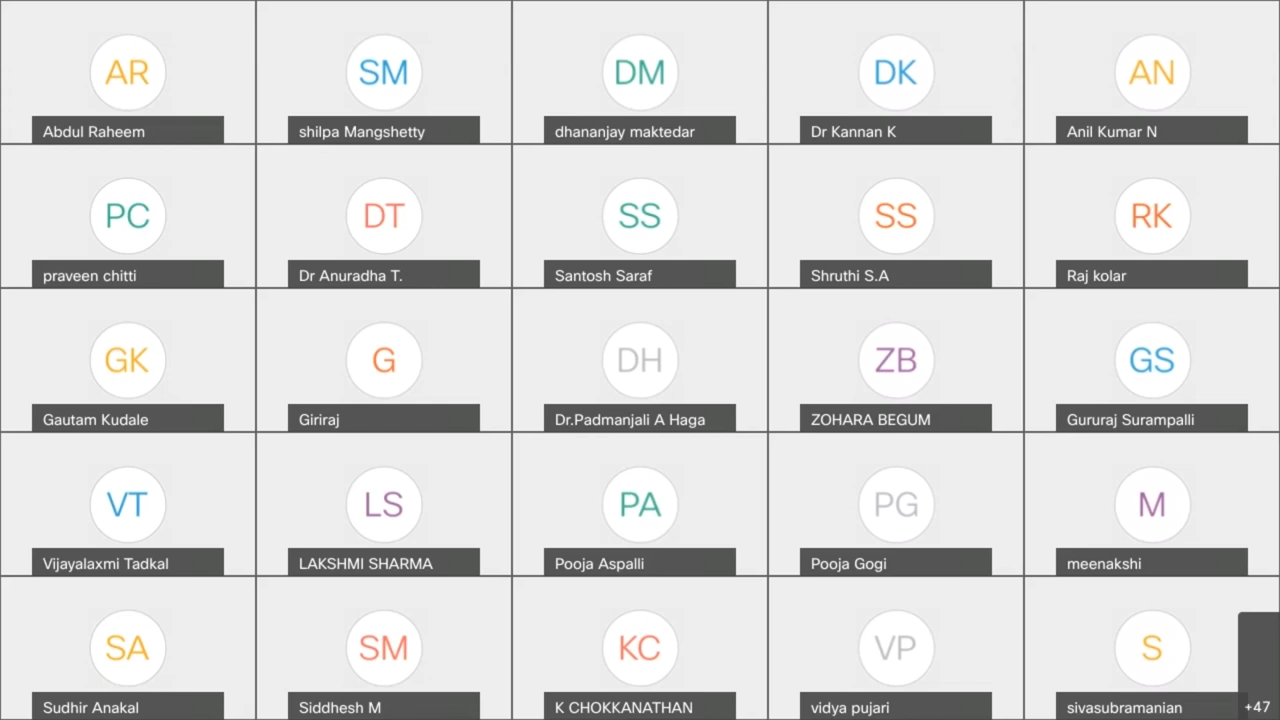 AR
SM
DM
DK
AN
Abdul Raheem
shilpa Mangshetty
dhananjay maktedar
Dr Kannan K
Anil Kumar N
PC
DT
SS
SS
RK
praveen chitti
Dr Anuradha T.
Santosh Saraf
Shruthi S.A
Raj kolar
GK
G
DH
ZB
GS
Gautam Kudale
Giriraj
Dr.Padmanjali A Haga
ZOHARA BEGUM
Gururaj Surampalli
VT
LS
PA
PG
M
Vijayalaxmi Tadkal
LAKSHMI SHARMA
Pooja Aspalli
Pooja Gogi
meenakshi
SA
SM
KC
VP
S
Sudhir Anakal
Siddhesh M
K CHOKKANATHAN
vidya pujari
sivasubramanian
+47